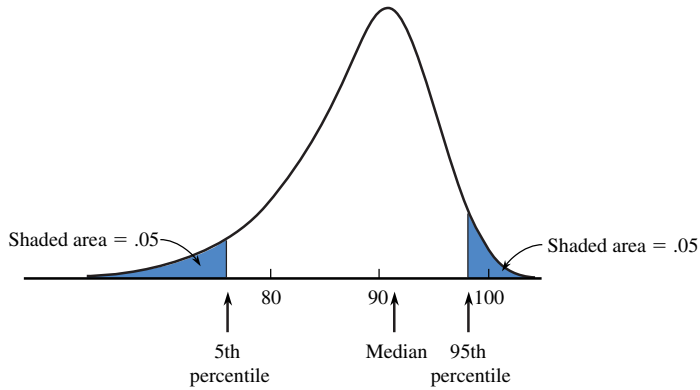 Shaded area = .05
Shaded area = .05
80
90
100
5th
percentile
Median
95th
percentile